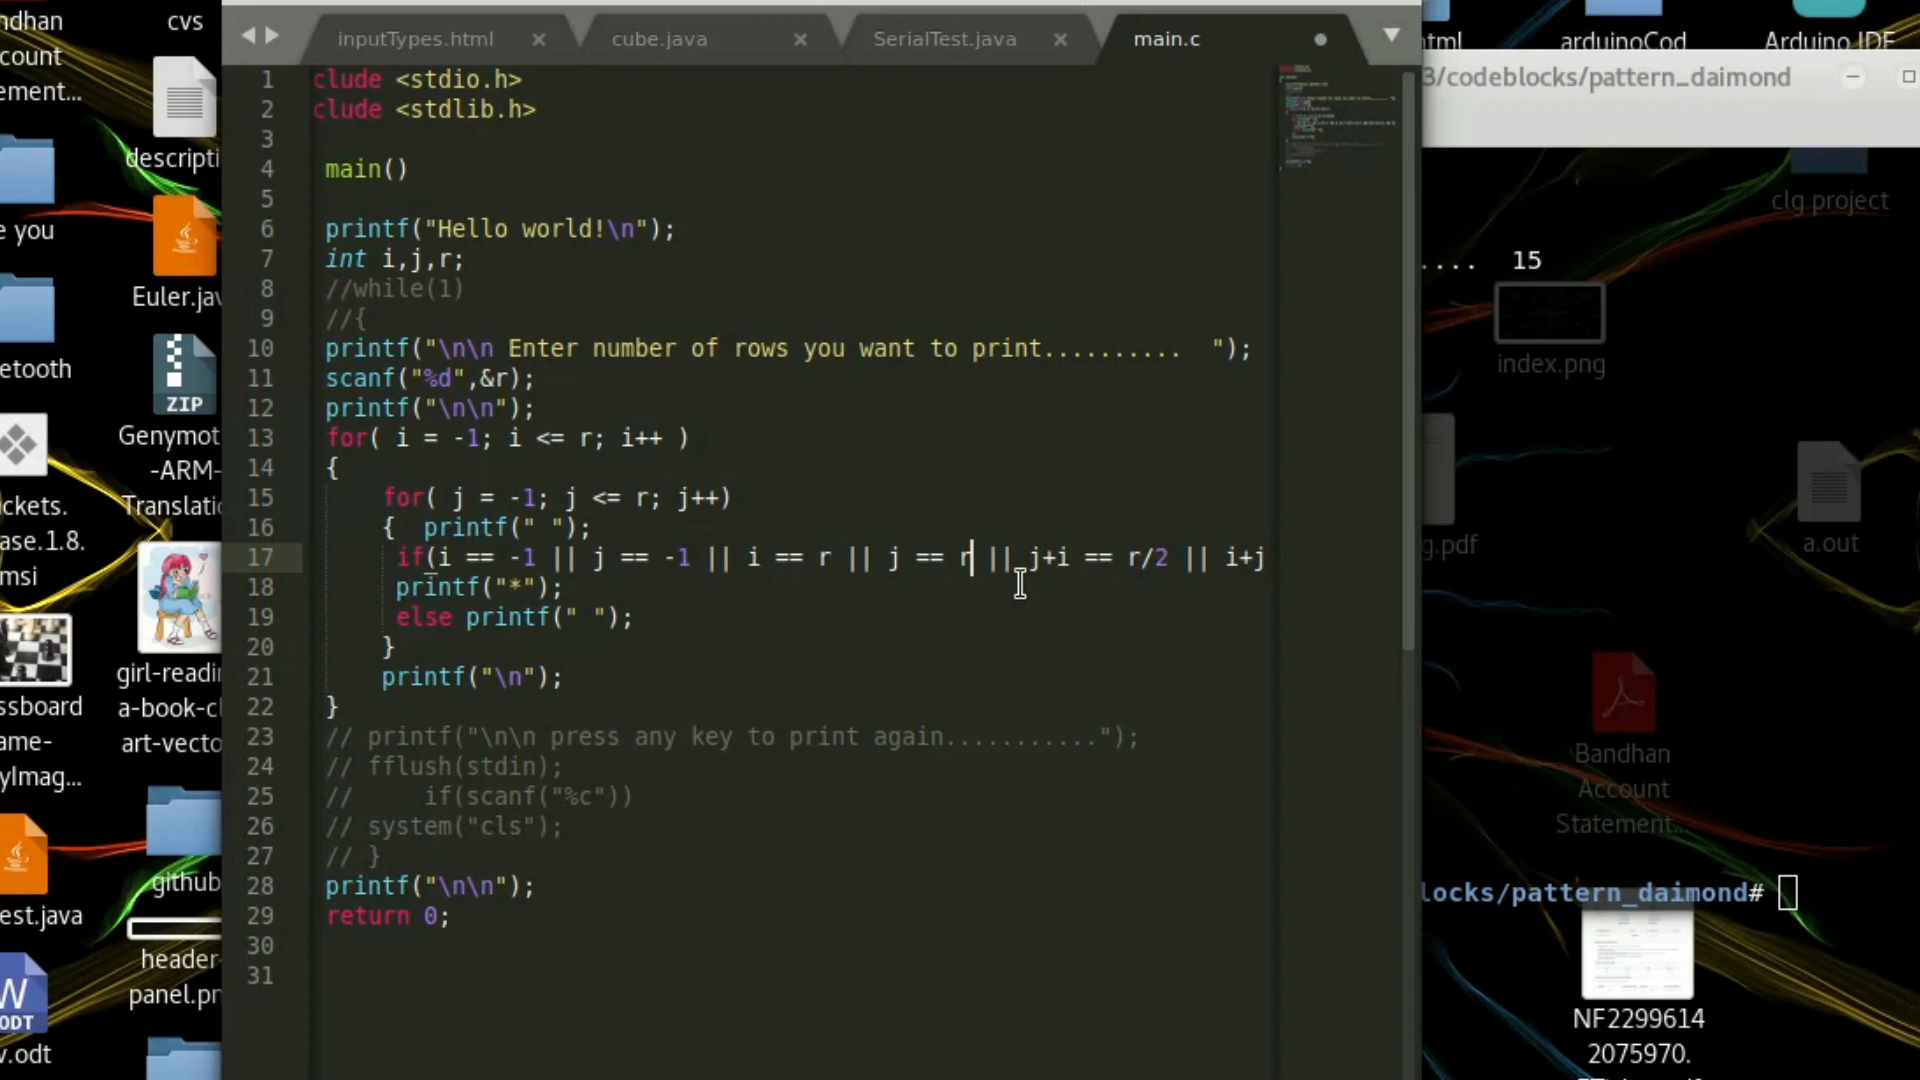 ndhan
count
ement...
cvs
descripti
e you
Euler.jav
etooth
ZIP
Genymot
-ARM-
Translatio
ckets.
ase.1.8.
msi
girl-readi
a-book-cl
art-vecto
ssboard
ame-
yImag...
github
est.java
header-
panel.pn
W
ODT
v.odt
inputTypes.html ×
cube.java ×
SerialTest.java ×
main.c
1 clude <stdio.h>
2 clude <stdlib.h>
3
4 main()
5
6 printf("Hello world!\n");
7 int i,j,r;
8 //while(1)
9 //{
10 printf("\n\n Enter number of rows you want to print..........  ");
11 scanf("%d",&r);
12 printf("\n\n");
13 for( i = -1; i <= r; i++ )
14 {
15 for( j = -1; j <= r; j++)
16 {  printf(" ");
17 if(i == -1 || j == -1 || i == r || j == r || j+i == r/2 || i+j
18 printf("*");
19 else printf(" ");
20 }
21 printf("\n");
22 }
23 // printf("\n\n press any key to print again...........");
24 // fflush(stdin);
25 //     if(scanf("%c"))
26 // system("cls");
27 // }
28 printf("\n\n");
29 return 0;
30
31
html
arduinoCod
Arduino IDE
3/codeblocks/pattern_daimond
clg project
.... 15
index.png
g.pdf
a.out
Bandhan
Account
Statement...
locks/pattern_daimond#
NF2299614
2075970.